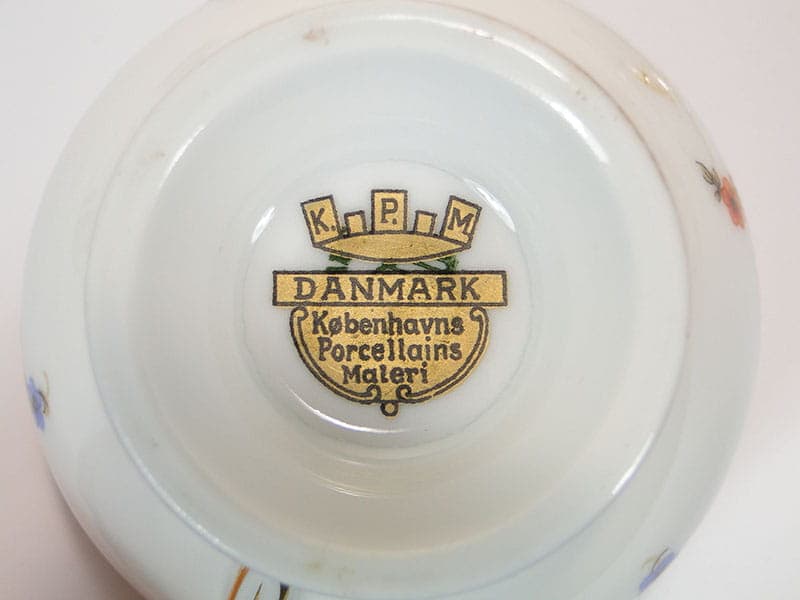 K. P. M
DANMARK
Københavns
Porcellains
Maleri